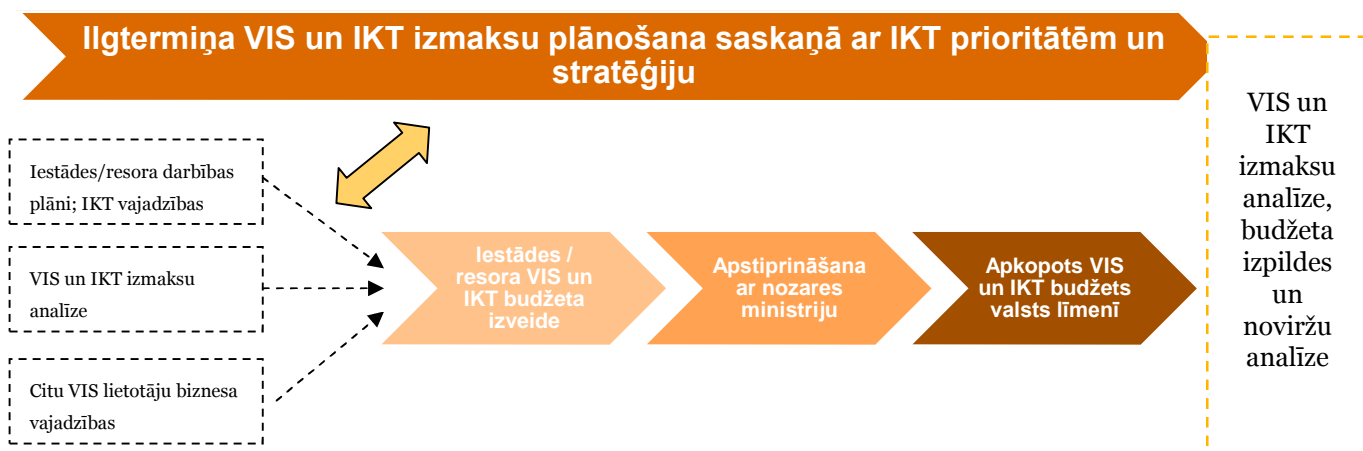 Ilgtermiņa VIS un IKT izmaksu plānošana saskaņā ar IKT prioritātēm un
stratēģiju
Iestādes/resora darbības
plāni; IKT vajadzības
VIS un IKT izmaksu
analīze
Citu VIS lietotāju biznesa
vajadzības
Iestādes /
resora VIS un
IKT budžeta
izveide
Apstiprināšana
ar nozares
ministriju
Apkopots VIS
un IKT budžets
valsts līmenī
VIS un
IKT
izmaksu
analīze,
budžeta
izpildes
un
noviržu
analīze